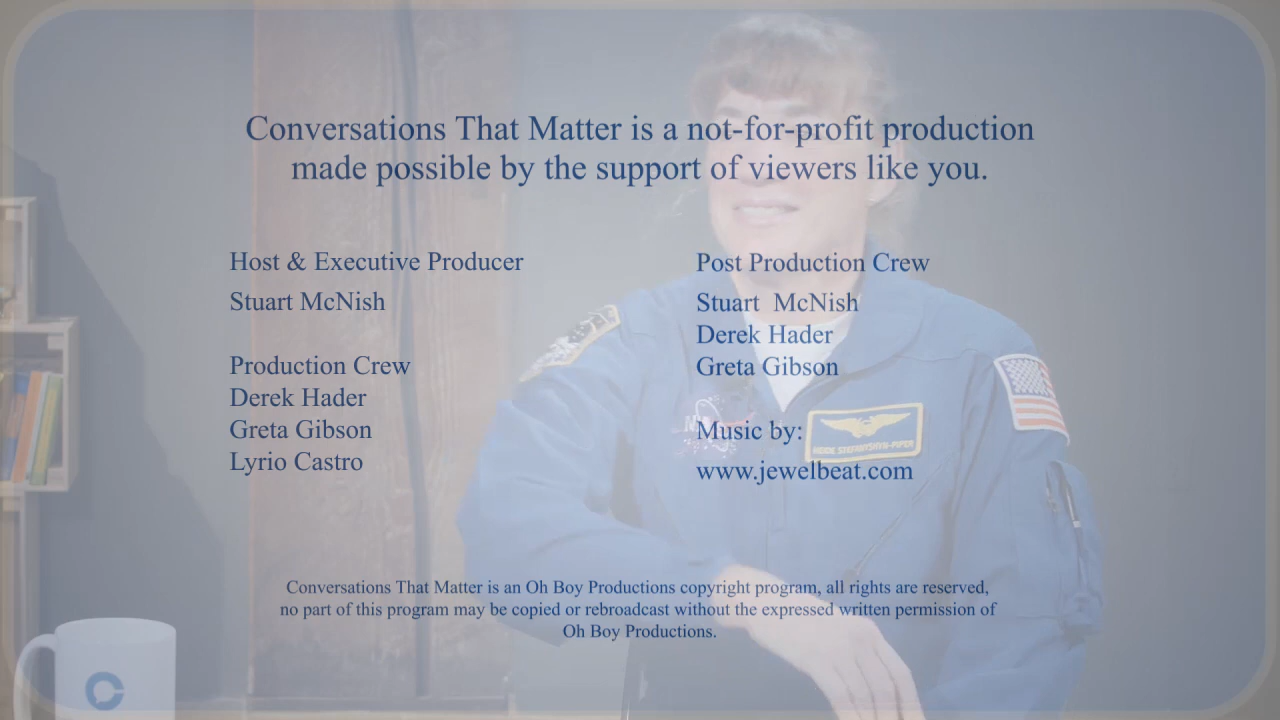 Conversations That Matter is a not-for-profit production
made possible by the support of viewers like you.
Host & Executive Producer
Stuart McNish
Production Crew
Derek Hader
Greta Gibson
Lyrio Castro
Post Production Crew
Stuart  McNish
Derek Hader
Greta Gibson
Music by:
www.jewelbeat.com
HEIDE STEFANYSHYN-PIPER
Conversations That Matter is an Oh Boy Productions copyright program, all rights are reserved,
no part of this program may be copied or rebroadcast without the expressed written permission of
Oh Boy Productions.